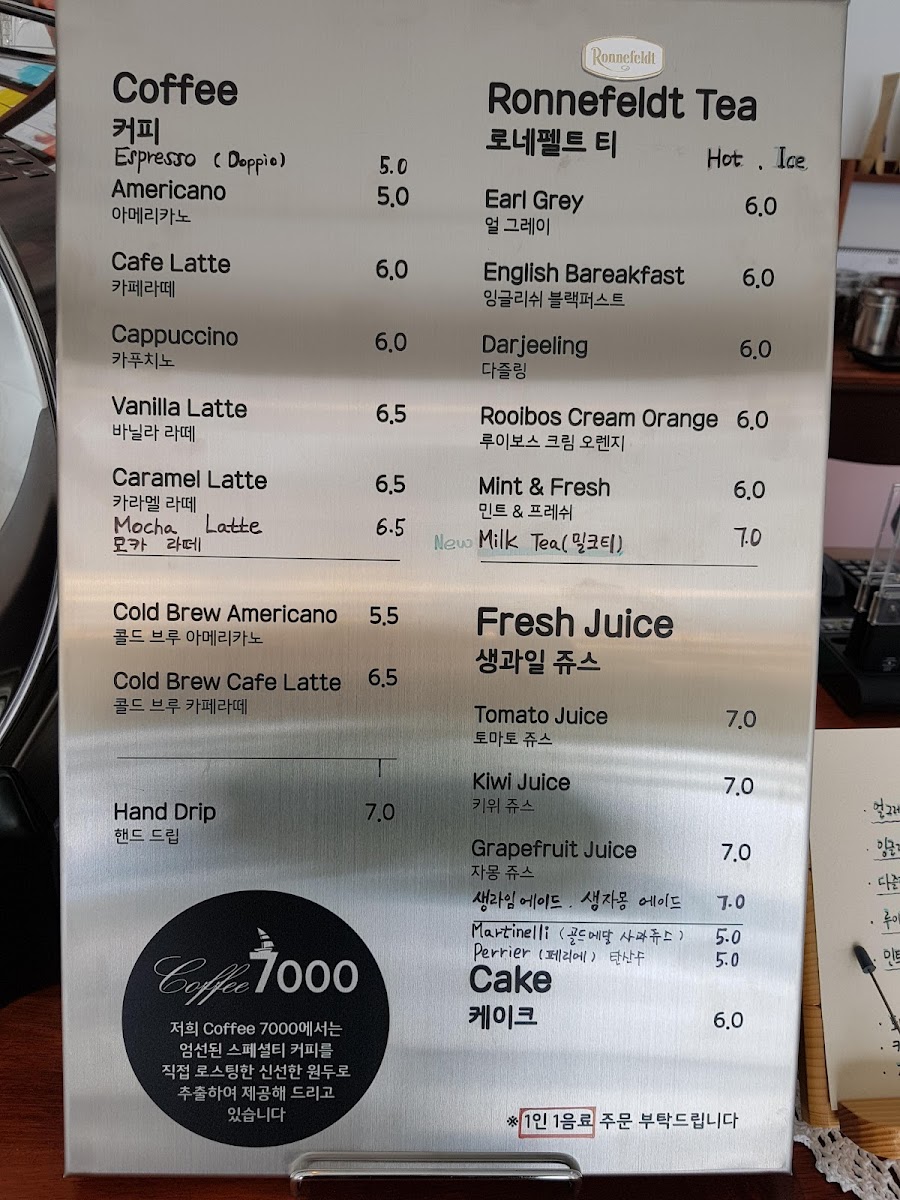 Coffee
커피
Espresso (Doppio) 5.0
Americano 5.0
아메리카노
Cafe Latte 6.0
카페라떼
Cappuccino 6.0
카푸치노
Vanilla Latte 6.5
바닐라 라떼
Caramel Latte 6.5
카라멜 라떼
Mocha Latte 6.5
모카 라떼
Cold Brew Americano 5.5
콜드 브루 아메리카노
Cold Brew Cafe Latte 6.5
콜드 브루 카페라떼
Hand Drip 7.0
핸드 드립
Coffee 7000
저희 Coffee 7000에서는
엄선된 스페셜티 커피를
직접 로스팅한 신선한 원두로
추출하여 제공해 드리고
있습니다
Ronnefeldt
Ronnefeldt Tea
로네펠트 티
Hot . Ice
Earl Grey 6.0
얼 그레이
English Bareakfast 6.0
잉글리쉬 블랙퍼스트
Darjeeling 6.0
다즐링
Rooibos Cream Orange 6.0
루이보스 크림 오렌지
Mint & Fresh 6.0
민트 & 프레쉬
New Milk Tea (밀크티) 7.0
Fresh Juice
생과일 쥬스
Tomato Juice 7.0
토마토 쥬스
Kiwi Juice 7.0
키위 쥬스
Grapefruit Juice 7.0
자몽 쥬스
생라임에이드 . 생자몽 에이드 7.0
Martinelli (골드메달 사과쥬스) 5.0
Perrier (페리에) 탄산수 5.0
Cake
케이크 6.0
※ 1인 1음료 주문 부탁드립니다